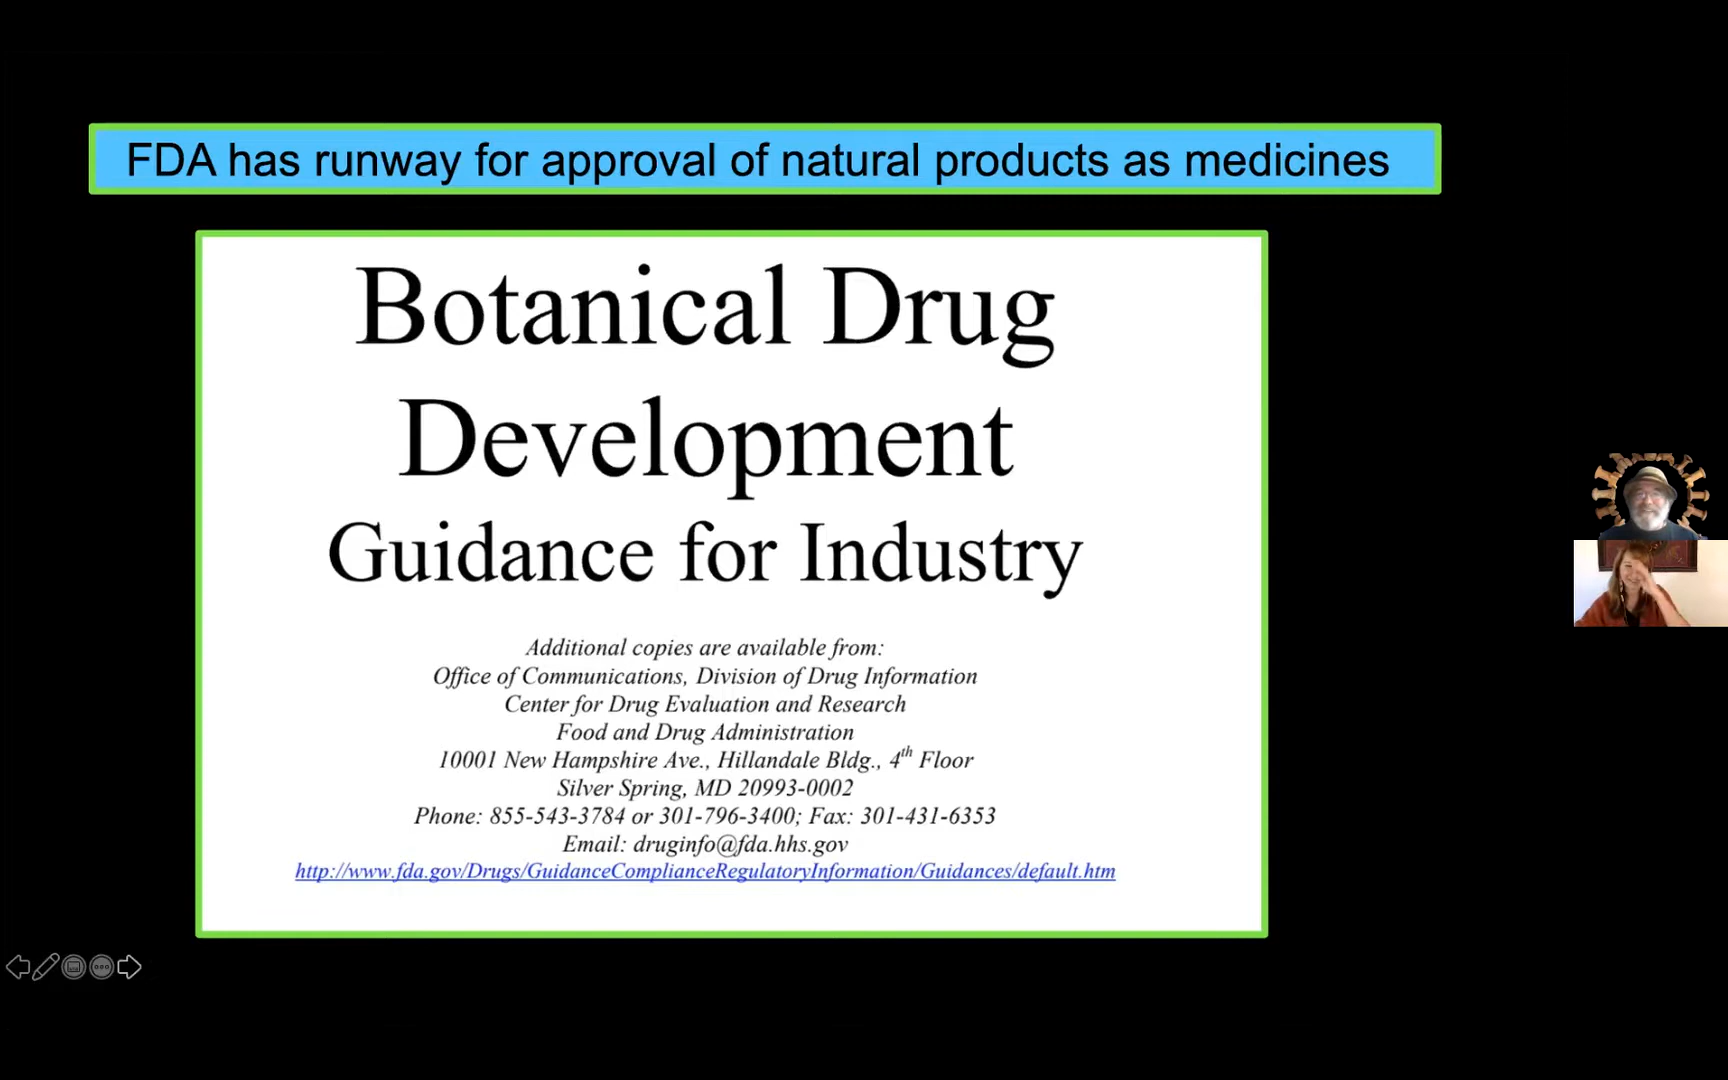 FDA has runway for approval of natural products as medicines
Botanical Drug
Development
Guidance for Industry
Additional copies are available from:
Office of Communications, Division of Drug Information
Center for Drug Evaluation and Research
Food and Drug Administration
10001 New Hampshire Ave., Hillandale Bldg., 4th Floor
Silver Spring, MD 20993-0002
Phone: 855-543-3784 or 301-796-3400; Fax: 301-431-6353
Email: druginfo@fda.hhs.gov
http://www.fda.gov/Drugs/GuidanceComplianceRegulatoryInformation/Guidances/default.htm